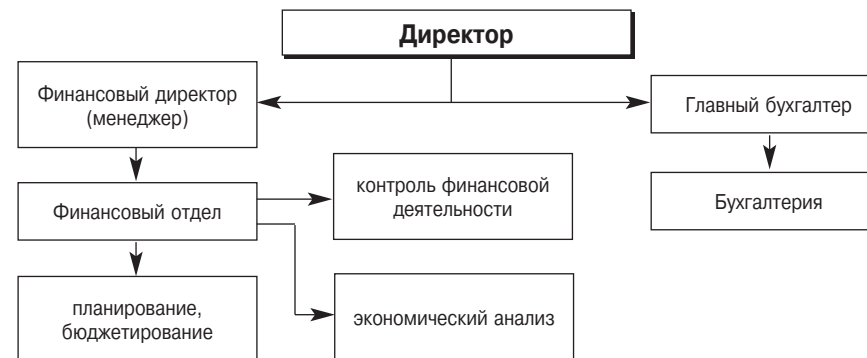 Директор
Финансовый директор
(менеджер)
Главный бухгалтер
Финансовый отдел
контроль финансовой
деятельности
Бухгалтерия
планирование,
бюджетирование
экономический анализ